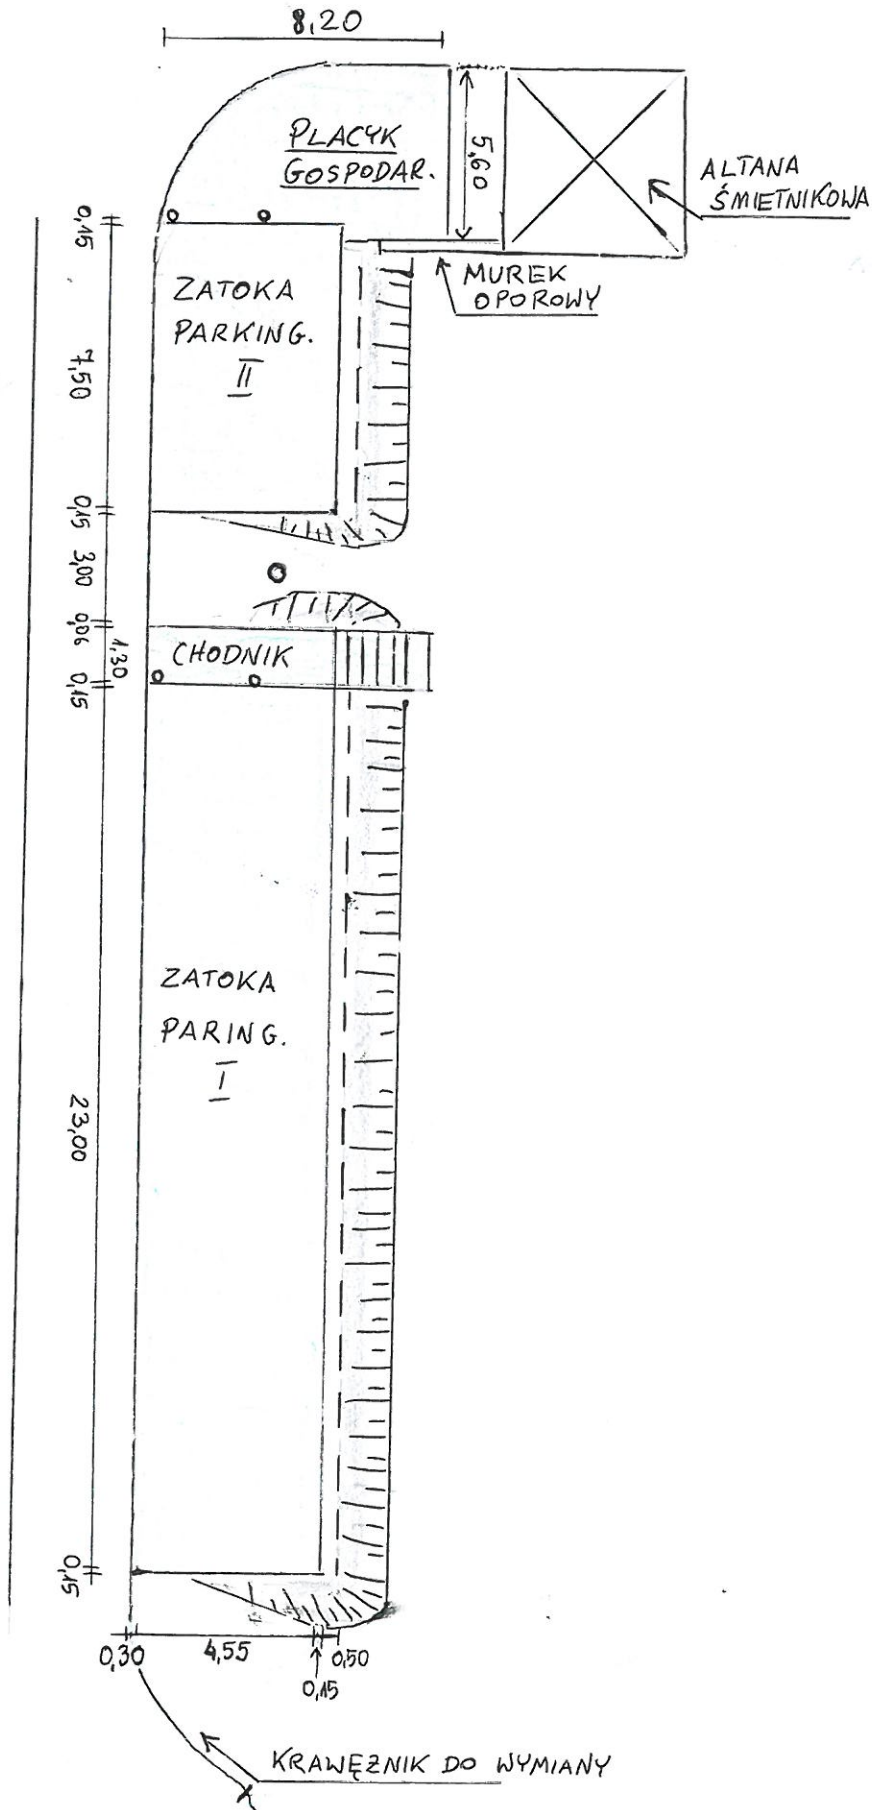 8,20
PLACYK
GOSPODAR.
5,60
ALTANA
ŚMIETNIKOWA
MUREK
OPOROWY
0,15
ZATOKA
PARKING.
II
7,50
0,15
3,00
0,06
CHODNIK
1,30
0,15
ZATOKA
PARING.
I
23,00
0,15
0,30
4,55
0,50
0,15
KRAWĘŻNIK DO WYMIANY